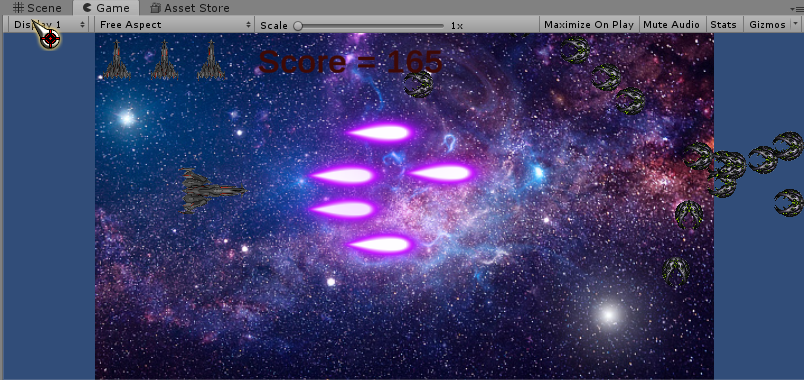 Scene Game Asset Store
Display 1 Free Aspect Scale 1x Maximize On Play Mute Audio Stats Gizmos
Score = 165